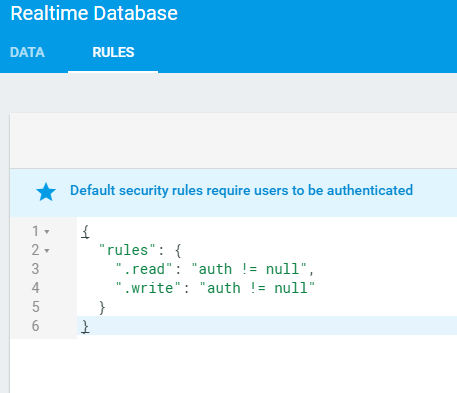 Realtime Database
DATA RULES
Default security rules require users to be authenticated
1 {
2 "rules": {
3 ".read": "auth != null",
4 ".write": "auth != null"
5 }
6 }